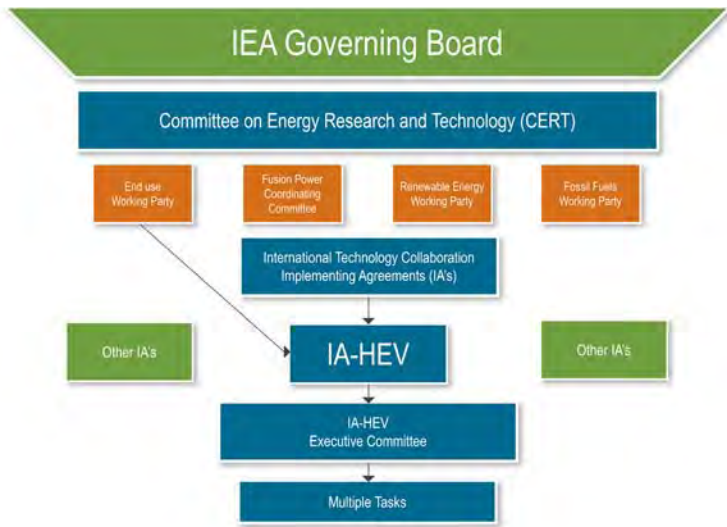 IEA Governing Board
Committee on Energy Research and Technology (CERT)
End use
Working Party
Fusion Power
Coordinating
Committee
Renewable Energy
Working Party
Fossil Fuels
Working Party
International Technology Collaboration
Implementing Agreements (IA's)
Other IA's
IA-HEV
Other IA's
IA-HEV
Executive Committee
Multiple Tasks